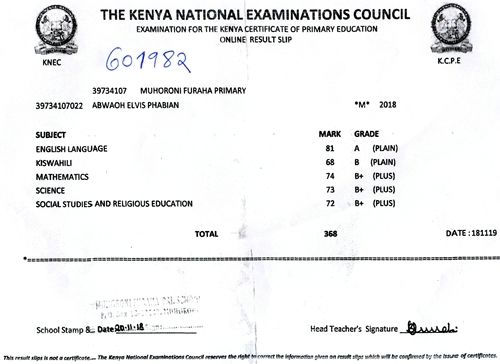 THE KENYA NATIONAL EXAMINATIONS COUNCIL
EXAMINATION FOR THE KENYA CERTIFICATE OF PRIMARY EDUCATION
ONLINE RESULT SLIP
KNEC
K.C.P.E
601982
39734107 MUHORONI FURAHA PRIMARY
39734107022 ABWAOH ELVIS PHABIAN *M* 2018
SUBJECT MARK GRADE
ENGLISH LANGUAGE 81 A (PLAIN)
KISWAHILI 68 B (PLAIN)
MATHEMATICS 74 B+ (PLUS)
SCIENCE 73 B+ (PLUS)
SOCIAL STUDIES AND RELIGIOUS EDUCATION 72 B+ (PLUS)
TOTAL 368 DATE : 181119
School Stamp & Date 20-11-18 Head Teacher's Signature
This result slip is not a certificate.... The Kenya National Examinations Council reserves the right to correct the information given on result slips which will be confirmed by the issues of certificates.